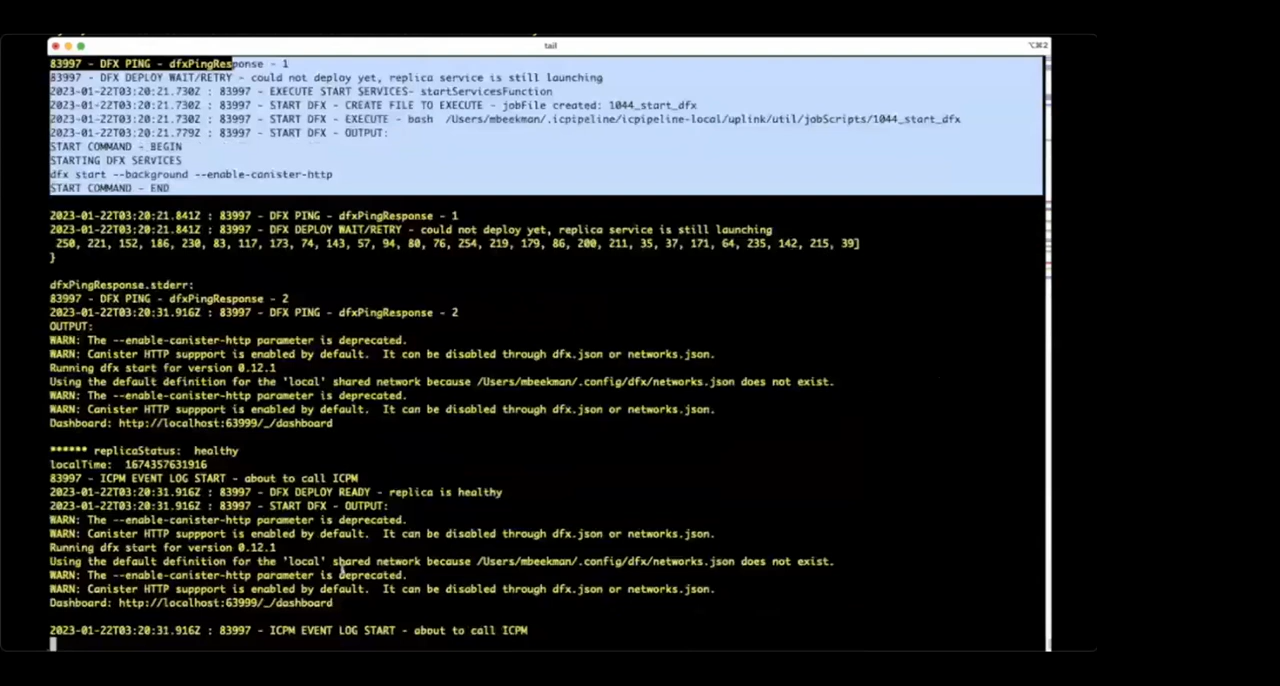 tail
⌥⌘2
83997 - DFX PING - dfxPingResponse - 1
83997 - DFX DEPLOY WAIT/RETRY - could not deploy yet, replica service is still launching
2023-01-22T03:20:21.730Z : 83997 - EXECUTE START SERVICES- startServicesFunction
2023-01-22T03:20:21.730Z : 83997 - START DFX - CREATE FILE TO EXECUTE - jobFile created: 1044_start_dfx
2023-01-22T03:20:21.730Z : 83997 - START DFX - EXECUTE - bash  /Users/mbeekman/.icpipeline/icpipeline-local/uplink/util/jobScripts/1044_start_dfx
2023-01-22T03:20:21.779Z : 83997 - START DFX - OUTPUT:
START COMMAND - BEGIN
STARTING DFX SERVICES
dfx start --background --enable-canister-http
START COMMAND - END
2023-01-22T03:20:21.841Z : 83997 - DFX PING - dfxPingResponse - 1
2023-01-22T03:20:21.841Z : 83997 - DFX DEPLOY WAIT/RETRY - could not deploy yet, replica service is still launching
250, 221, 152, 186, 230, 83, 117, 173, 74, 143, 57, 94, 80, 76, 254, 219, 179, 86, 200, 211, 35, 37, 171, 64, 235, 142, 215, 39]
}
dfxPingResponse.stderr:
83997 - DFX PING - dfxPingResponse - 2
2023-01-22T03:20:31.916Z : 83997 - DFX PING - dfxPingResponse - 2
OUTPUT:
WARN: The --enable-canister-http parameter is deprecated.
WARN: Canister HTTP suppport is enabled by default.  It can be disabled through dfx.json or networks.json.
Running dfx start for version 0.12.1
Using the default definition for the 'local' shared network because /Users/mbeekman/.config/dfx/networks.json does not exist.
WARN: The --enable-canister-http parameter is deprecated.
WARN: Canister HTTP suppport is enabled by default.  It can be disabled through dfx.json or networks.json.
Dashboard: http://localhost:63999/_/dashboard
****** replicaStatus:  healthy
localTime:  1674357631916
83997 - ICPM EVENT LOG START - about to call ICPM
2023-01-22T03:20:31.916Z : 83997 - DFX DEPLOY READY - replica is healthy
2023-01-22T03:20:31.916Z : 83997 - START DFX - OUTPUT:
WARN: The --enable-canister-http parameter is deprecated.
WARN: Canister HTTP suppport is enabled by default.  It can be disabled through dfx.json or networks.json.
Running dfx start for version 0.12.1
Using the default definition for the 'local' shared network because /Users/mbeekman/.config/dfx/networks.json does not exist.
WARN: The --enable-canister-http parameter is deprecated.
WARN: Canister HTTP suppport is enabled by default.  It can be disabled through dfx.json or networks.json.
Dashboard: http://localhost:63999/_/dashboard
2023-01-22T03:20:31.916Z : 83997 - ICPM EVENT LOG START - about to call ICPM